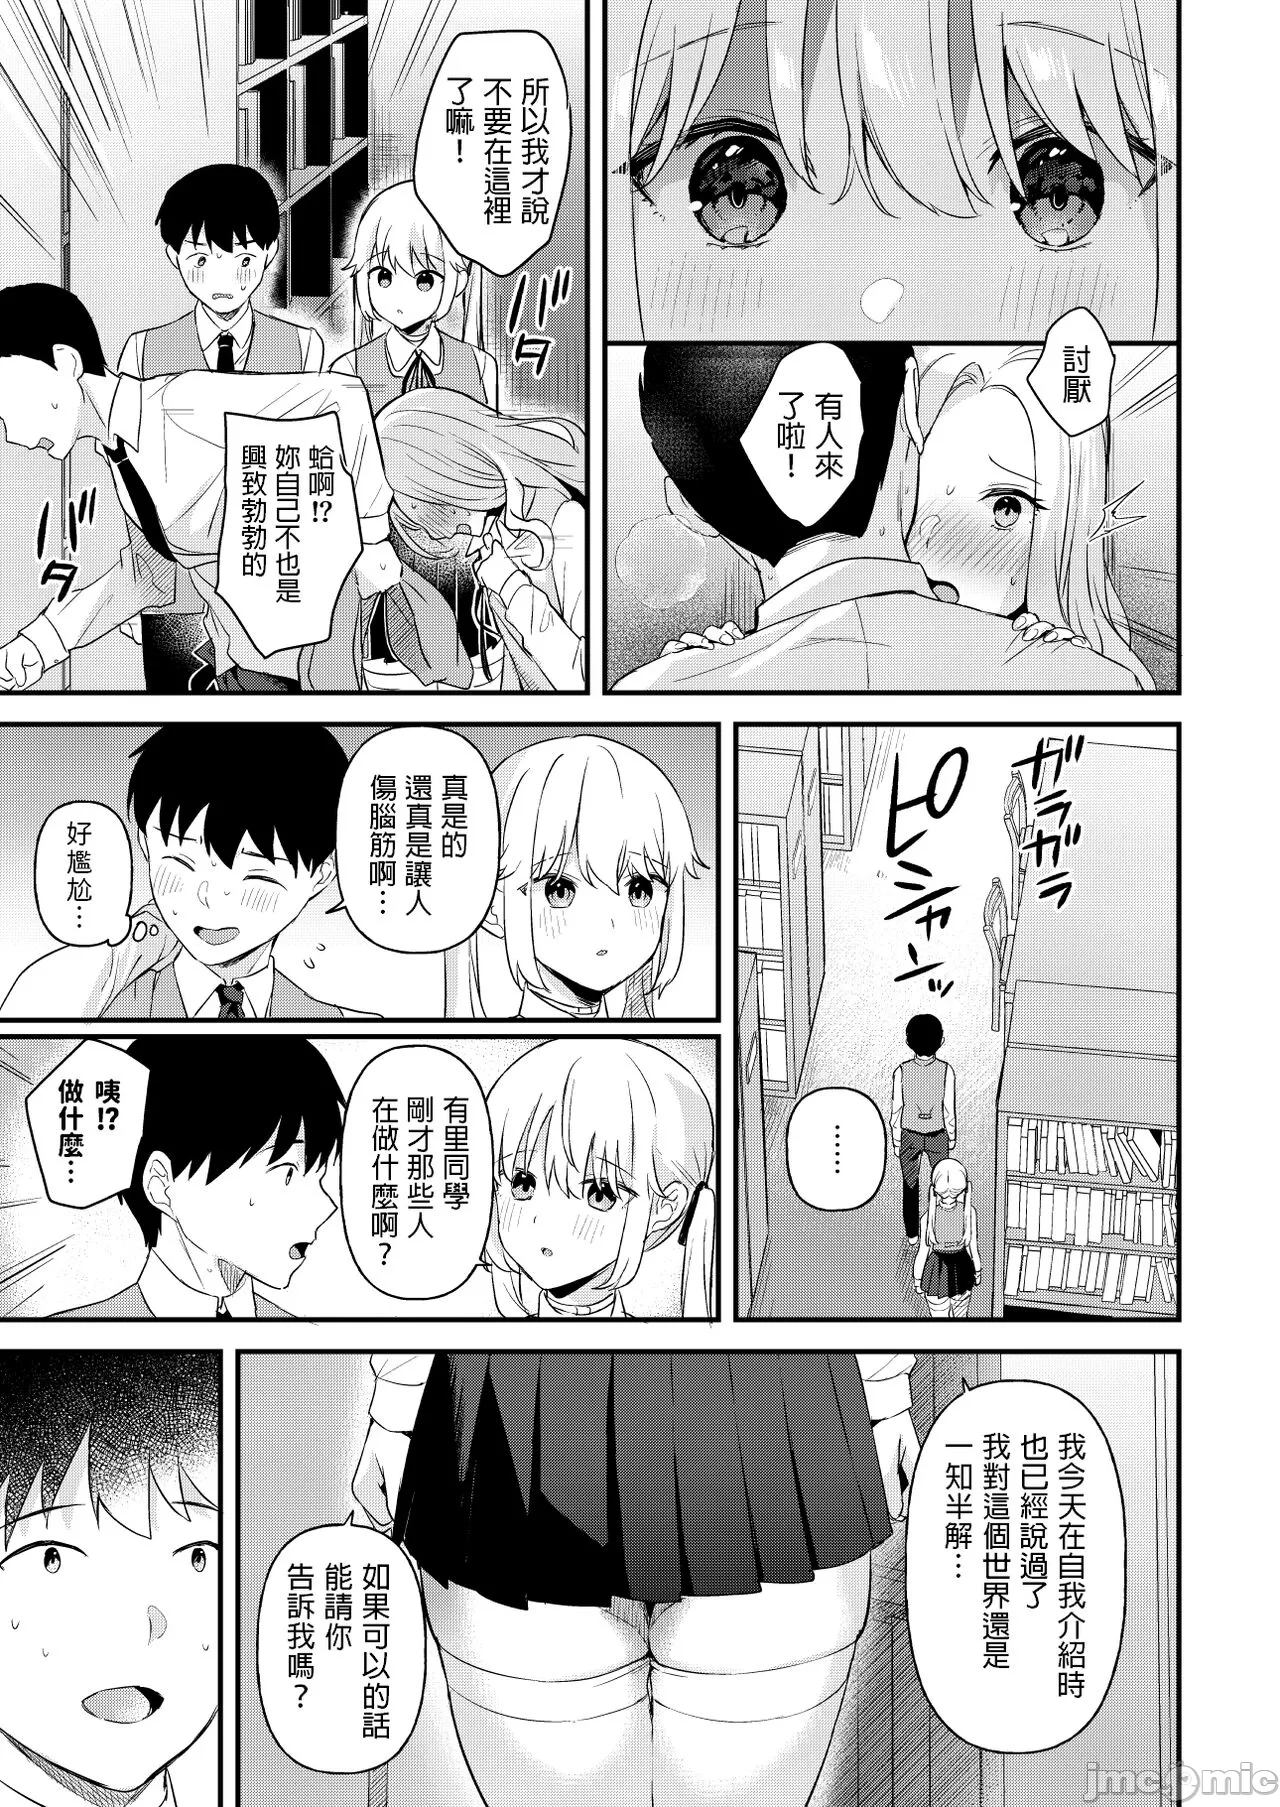 討厭
有人來
了啦！
所以我才說
不要在這裡
了嘛！
バタ
蛤啊!?
妳自己不也是
興致勃勃的
バタ
ガラガラ
ピシャッ
……
真是的
還真是讓人
傷腦筋啊…
好尷尬…
有里同學
剛才那些人
在做什麼啊？
咦!?
做什麼…
我今天在自我介紹時
也已經說過了
我對這個世界還是
一知半解…
如果可以的話
能請你
告訴我嗎？
jmcomic